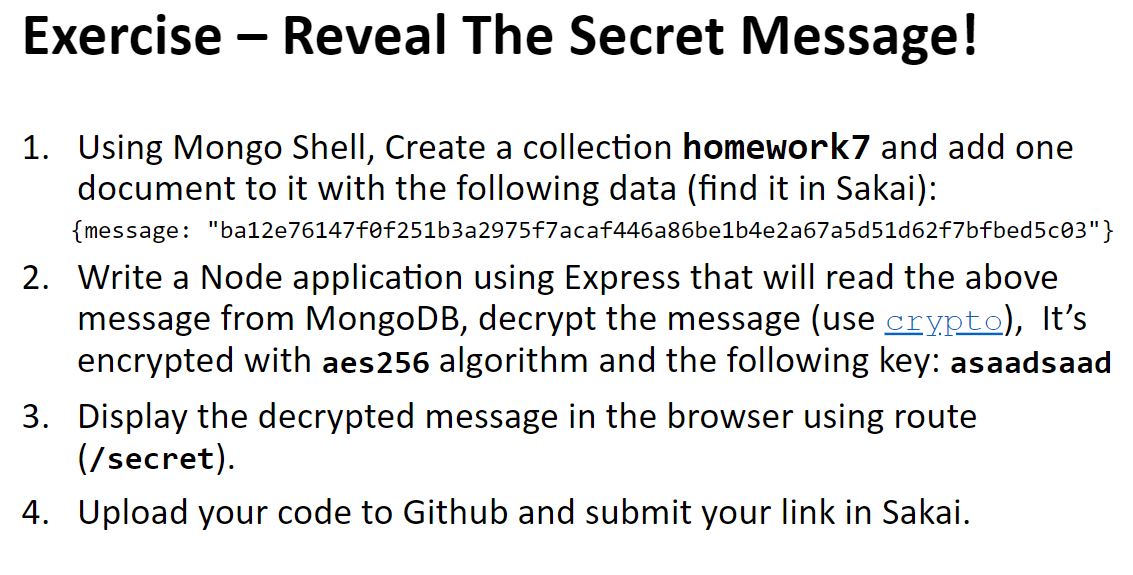 Exercise – Reveal The Secret Message!
1. Using Mongo Shell, Create a collection homework7 and add one
document to it with the following data (find it in Sakai):
{message: "ba12e76147f0f251b3a2975f7acaf446a86be1b4e2a67a5d51d62f7bfbed5c03"}
2. Write a Node application using Express that will read the above
message from MongoDB, decrypt the message (use crypto), It’s
encrypted with aes256 algorithm and the following key: asaadsaad
3. Display the decrypted message in the browser using route
(/secret).
4. Upload your code to Github and submit your link in Sakai.